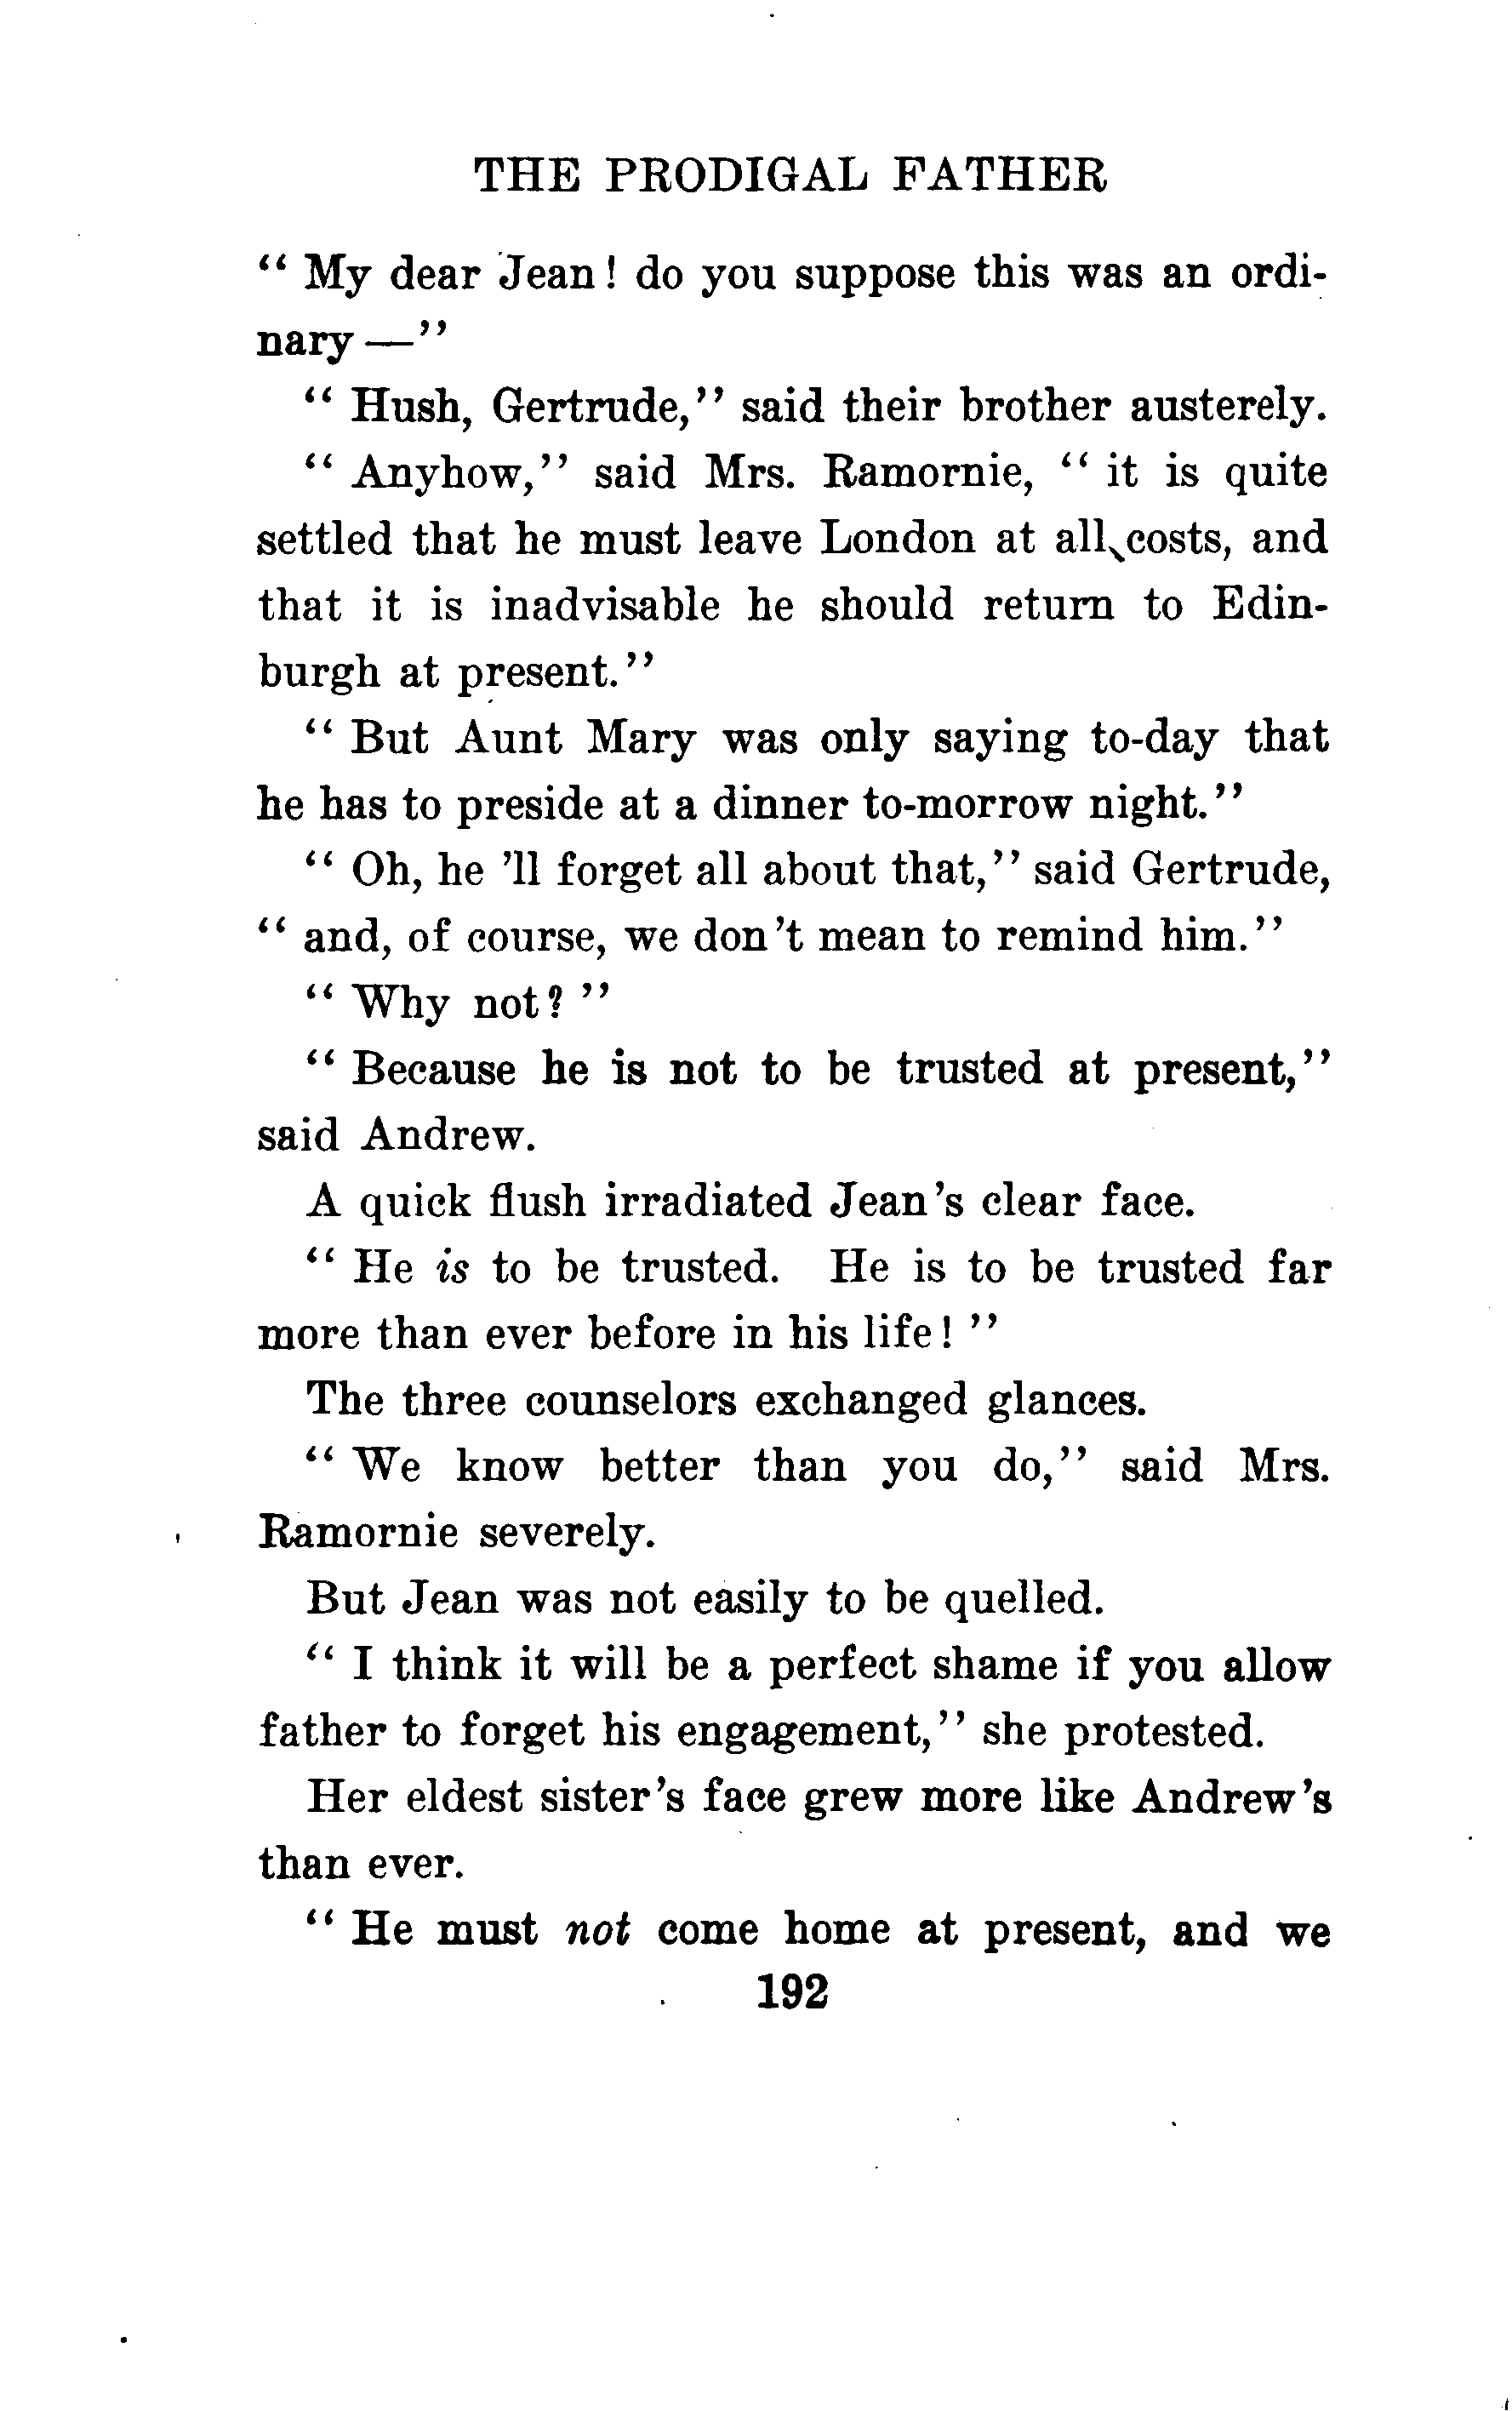 THE PRODIGAL FATHER
“ My dear Jean! do you suppose this was an ordi-
nary —”
“ Hush, Gertrude,” said their brother austerely.
“ Anyhow,” said Mrs. Ramornie, “ it is quite
settled that he must leave London at all costs, and
that it is inadvisable he should return to Edin-
burgh at present.”
“ But Aunt Mary was only saying to-day that
he has to preside at a dinner to-morrow night.”
“ Oh, he ’ll forget all about that,” said Gertrude,
“ and, of course, we don’t mean to remind him.”
“ Why not? ”
“ Because he is not to be trusted at present,”
said Andrew.
A quick flush irradiated Jean’s clear face.
“ He is to be trusted. He is to be trusted far
more than ever before in his life! ”
The three counselors exchanged glances.
“ We know better than you do,” said Mrs.
Ramornie severely.
But Jean was not easily to be quelled.
“ I think it will be a perfect shame if you allow
father to forget his engagement,” she protested.
Her eldest sister’s face grew more like Andrew’s
than ever.
“ He must not come home at present, and we
192